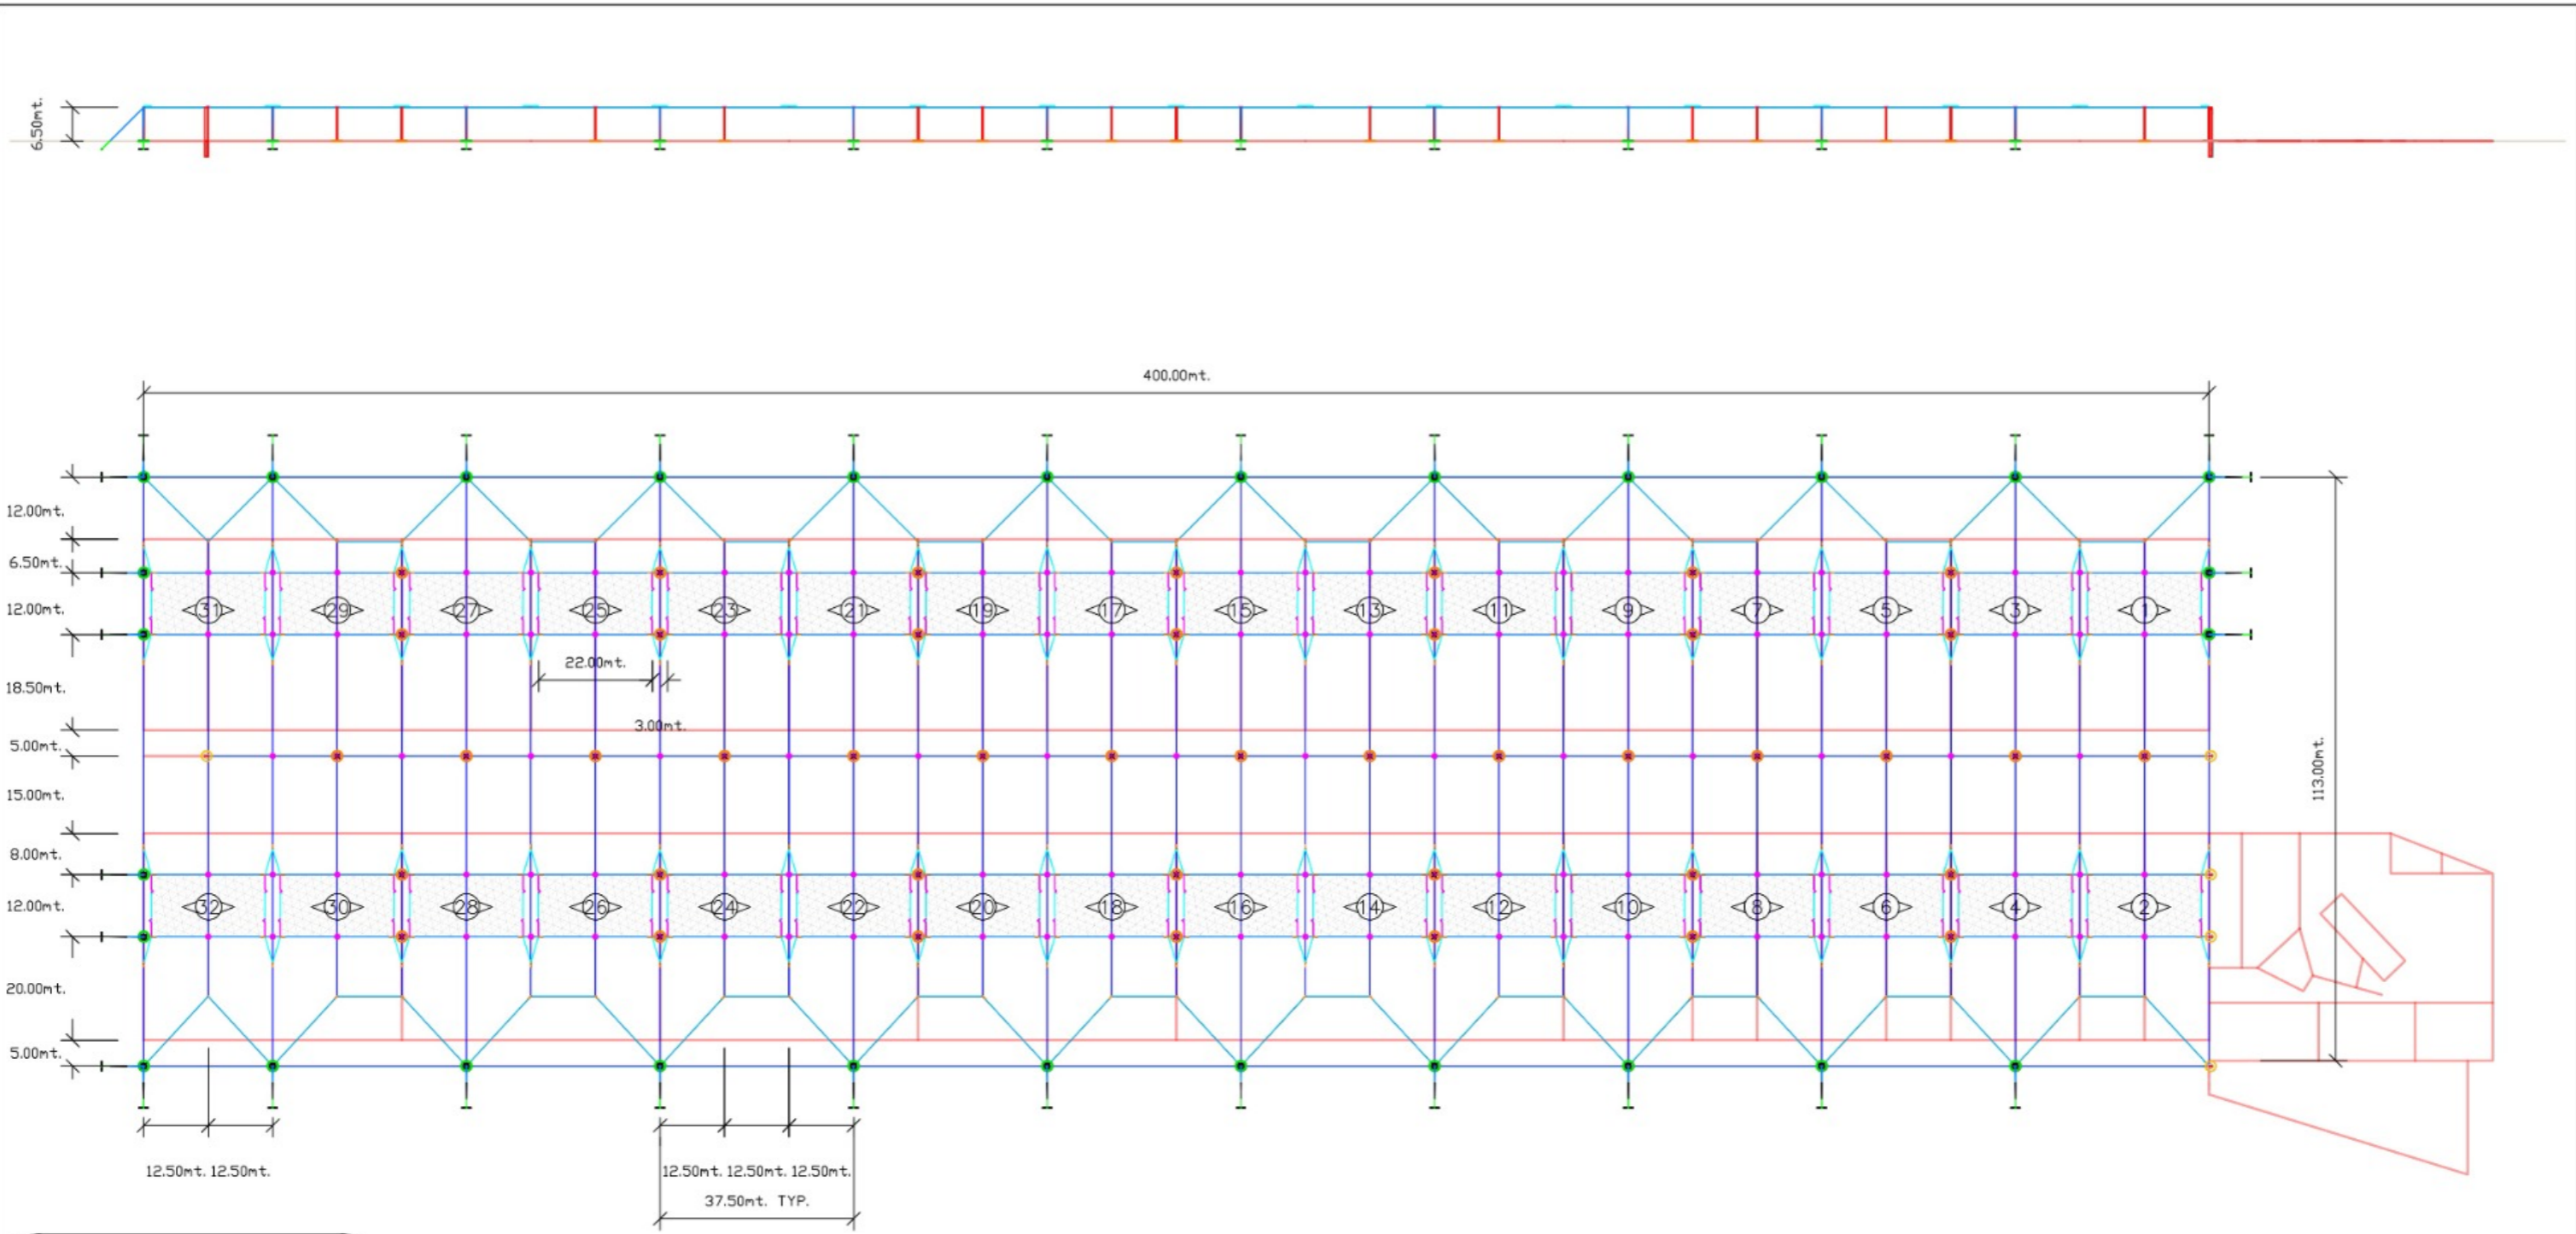 6.50mt.
400.00mt.
12.00mt.
6.50mt.
12.00mt.
31 29 27 25 23 21 19 17 15 13 11 9 7 5 3 1
22.00mt.
18.50mt.
3.00mt.
5.00mt.
113.00mt.
15.00mt.
8.00mt.
12.00mt.
32 30 28 26 24 22 20 18 16 14 12 10 8 6 4 2
20.00mt.
5.00mt.
12.50mt. 12.50mt.
12.50mt. 12.50mt. 12.50mt.
37.50mt. TYP.